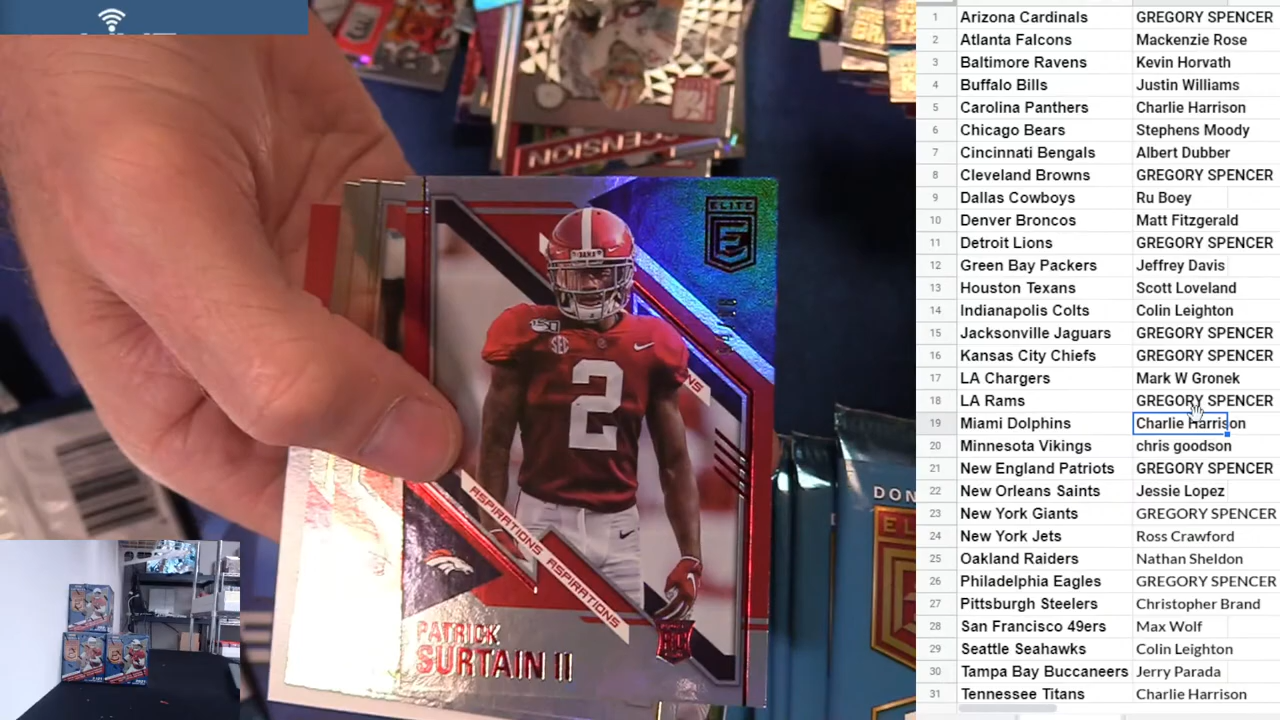 ASCENSION
ELITE
E
BAMA
SEC
2
ASPIRATIONS ASPIRATIONS
PATRICK
SURTAIN II
RC
DON
1 Arizona Cardinals GREGORY SPENCER
2 Atlanta Falcons Mackenzie Rose
3 Baltimore Ravens Kevin Horvath
4 Buffalo Bills Justin Williams
5 Carolina Panthers Charlie Harrison
6 Chicago Bears Stephens Moody
7 Cincinnati Bengals Albert Dubber
8 Cleveland Browns GREGORY SPENCER
9 Dallas Cowboys Ru Boey
10 Denver Broncos Matt Fitzgerald
11 Detroit Lions GREGORY SPENCER
12 Green Bay Packers Jeffrey Davis
13 Houston Texans Scott Loveland
14 Indianapolis Colts Colin Leighton
15 Jacksonville Jaguars GREGORY SPENCER
16 Kansas City Chiefs GREGORY SPENCER
17 LA Chargers Mark W Gronek
18 LA Rams GREGORY SPENCER
19 Miami Dolphins Charlie Harrison
20 Minnesota Vikings chris goodson
21 New England Patriots GREGORY SPENCER
22 New Orleans Saints Jessie Lopez
23 New York Giants GREGORY SPENCER
24 New York Jets Ross Crawford
25 Oakland Raiders Nathan Sheldon
26 Philadelphia Eagles GREGORY SPENCER
27 Pittsburgh Steelers Christopher Brand
28 San Francisco 49ers Max Wolf
29 Seattle Seahawks Colin Leighton
30 Tampa Bay Buccaneers Jerry Parada
31 Tennessee Titans Charlie Harrison